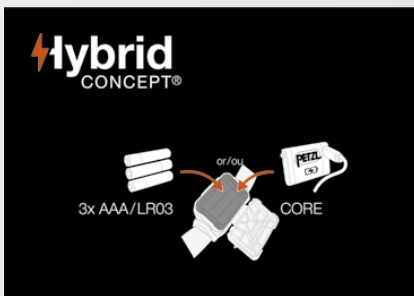 Hybrid
CONCEPT®
or/ou
PETZL
3x AAA/LR03
CORE